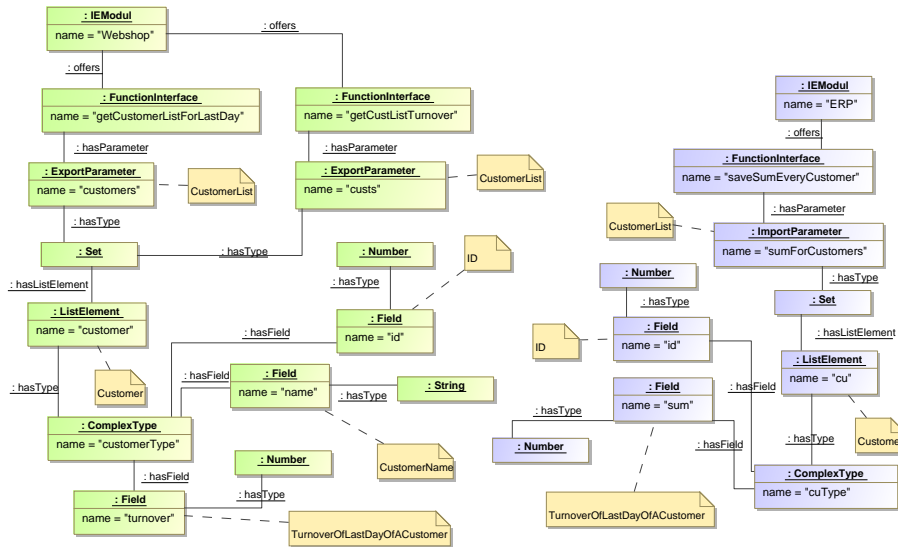 : IEModul
name = "Webshop"
: offers
: offers
: FunctionInterface
name = "getCustomerListForLastDay"
: FunctionInterface
name = "getCustListTurnover"
: hasParameter
: hasParameter
: ExportParameter
name = "customers"
CustomerList
: ExportParameter
name = "custs"
CustomerList
: hasType
: hasType
: Set
: hasListElement
: ListElement
name = "customer"
Customer
: hasType
: Number
: hasType
ID
: Field
name = "id"
: hasField
: hasField
: Field
name = "name"
: hasType
: String
CustomerName
: ComplexType
name = "customerType"
: hasField
: Number
: hasType
: Field
name = "turnover"
TurnoverOfLastDayOfACustomer
: IEModul
name = "ERP"
: offers
: FunctionInterface
name = "saveSumEveryCustomer"
: hasParameter
CustomerList
: ImportParameter
name = "sumForCustomers"
: hasType
: Number
: hasType
: Set
: hasListElement
ID
: Field
name = "id"
: ListElement
name = "cu"
: hasField
: Field
name = "sum"
: hasType
: Number
: hasField
: hasType
Custome
: ComplexType
name = "cuType"
TurnoverOfLastDayOfACustomer